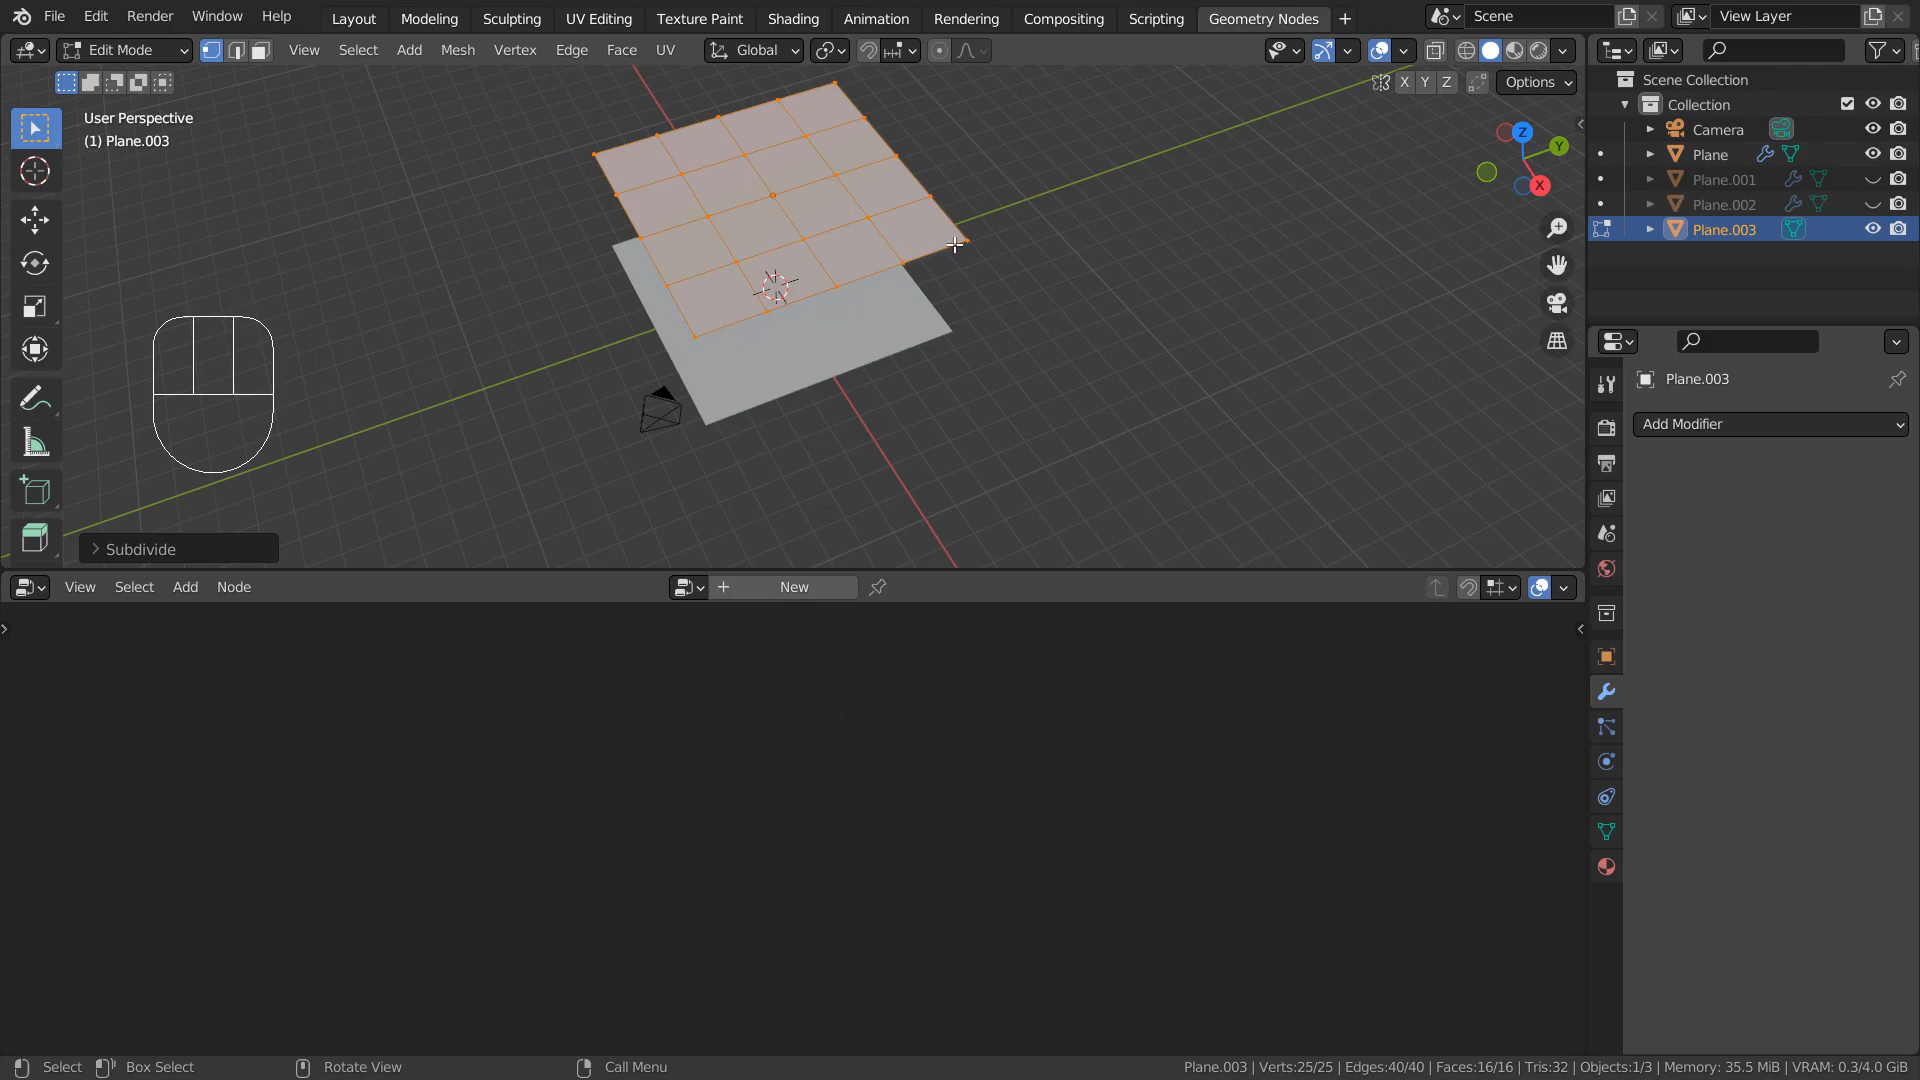 File Edit Render Window Help Layout Modeling Sculpting UV Editing Texture Paint Shading Animation Rendering Compositing Scripting Geometry Nodes + Scene View Layer
Edit Mode View Select Add Mesh Vertex Edge Face UV Global
X Y Z Options
User Perspective
(1) Plane.003
Z
Y
X
Subdivide
Scene Collection
Collection
Camera
Plane
Plane.001
Plane.002
Plane.003
Plane.003
Add Modifier
View Select Add Node + New
Select Box Select Rotate View Call Menu Plane.003 | Verts:25/25 | Edges:40/40 | Faces:16/16 | Tris:32 | Objects:1/3 | Memory: 35.5 MiB | VRAM: 0.3/4.0 GiB